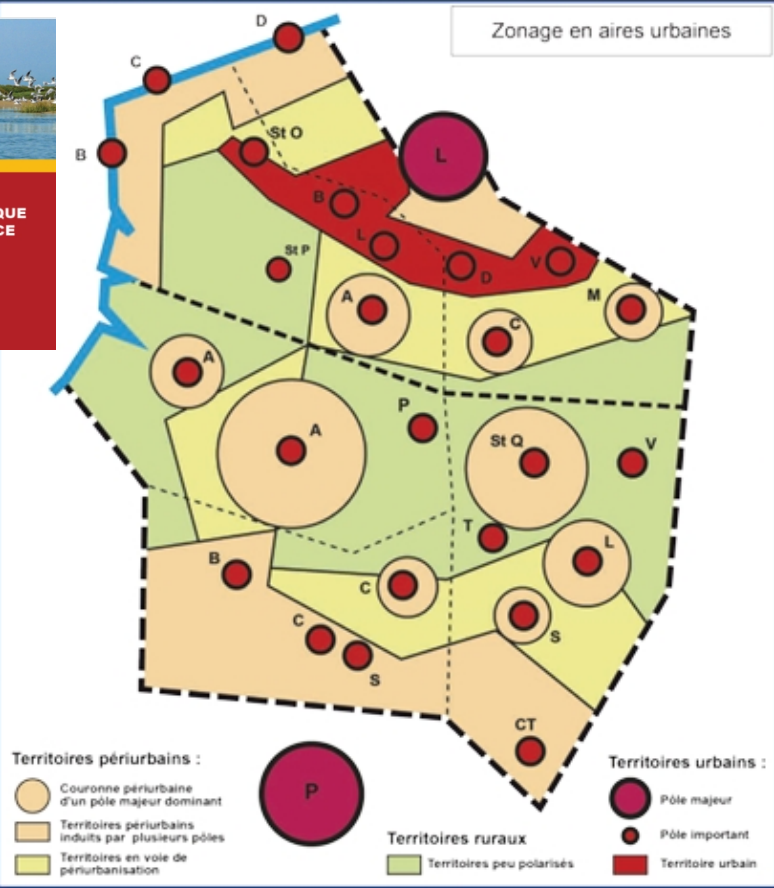 Zonage en aires urbaines
D
C
B
QUE
CE
L
St O
B
L
D
V
St P
A
C
M
A
A
P
St Q
V
T
L
B
C
C
S
S
CT
P
Territoires périurbains :
Couronne périurbaine
d'un pôle majeur dominant
Territoires périurbains
induits par plusieurs pôles
Territoires en voie de
périurbanisation
Territoires ruraux
Territoires peu polarisés
Territoires urbains :
Pôle majeur
Pôle important
Territoire urbain